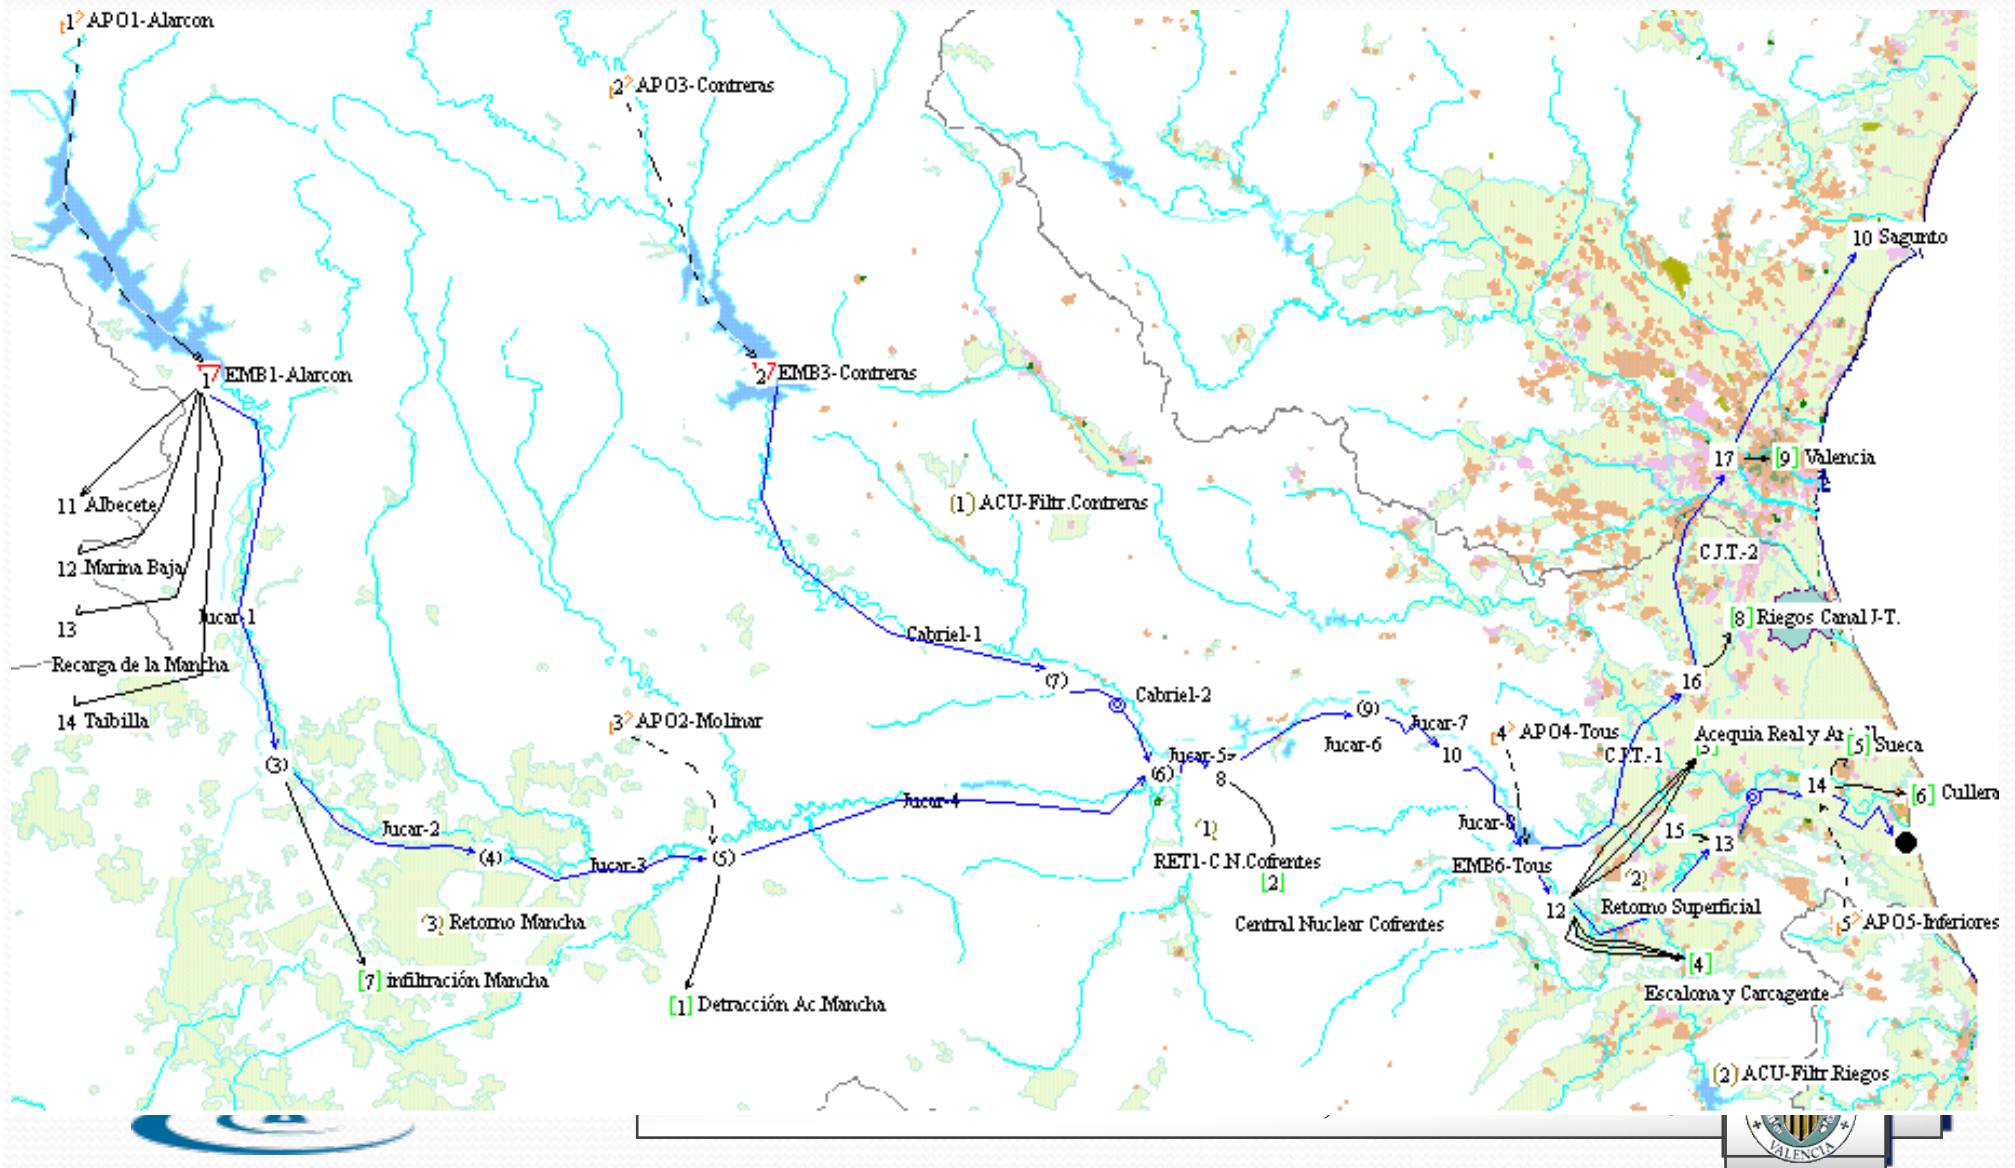 1 APO1-Alarcon
2 APO3-Contreras
10 Sagunto
1 EMB1-Alarcon
2 EMB3-Contreras
17 [9] Valencia
11 Albecete
(1) ACU-Filtr.Contreras
C.J.T.-2
12 Marina Baja
Jucar-1
8 Riegos Canal J-T.
13
Cabriel-1
Recarga de la Mancha
(7)
16
Cabriel-2
14 Taibilla
3 APO2-Molinar
(9)
Jucar-7
4 APO4-Tous
Acequia Real y
[5] Sueca
Jucar-6
C.J.T.-1
(3)
Jucar-5
10
(6)
8
14
[6] Cullera
Jucar-4
Jucar-2
Jucar-8
1)
15
13
(4)
Jucar-3
(5)
RET1-C.N.Cofrentes
EMB6-Tous
[2]
2)
12
Retorno Superficial
3) Retorno Mancha
Central Nuclear Cofrentes
5 APO5-Inferiores
[7] infiltración Mancha
[4]
[1] Detracción Ac.Mancha
Escalona y Carcagente
(2) ACU-Filtr.Riegos
VALENCIA